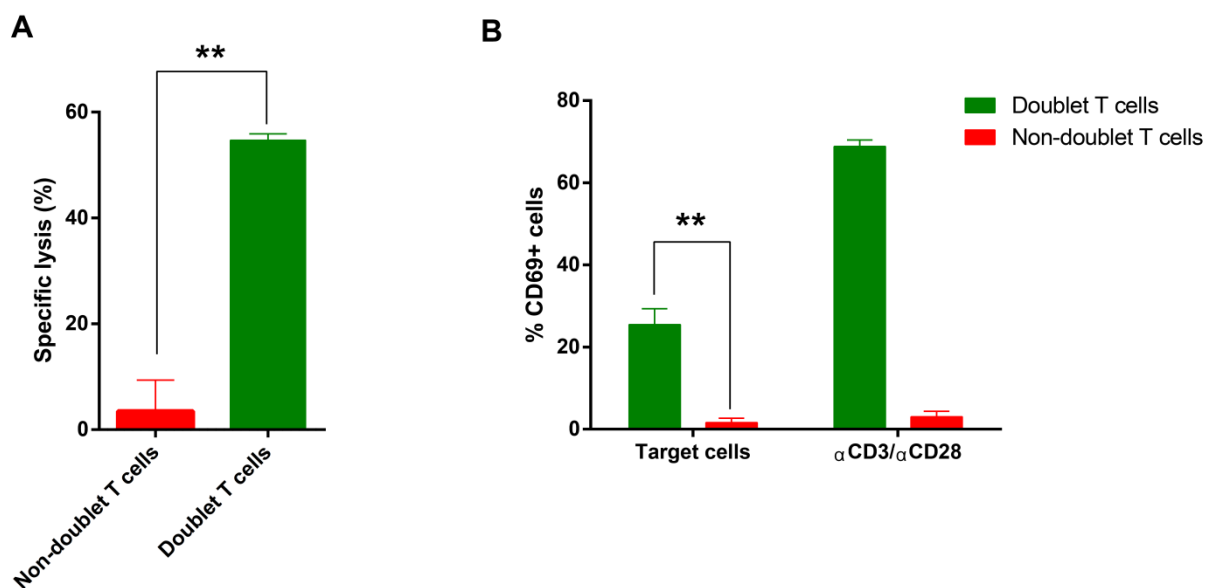 A
**
60
40
20
0
Specific lysis (%)
Non-doublet T cells
Doublet T cells
B
80
60
40
20
0
% CD69+ cells
**
Target cells
αCD3/αCD28
Doublet T cells
Non-doublet T cells